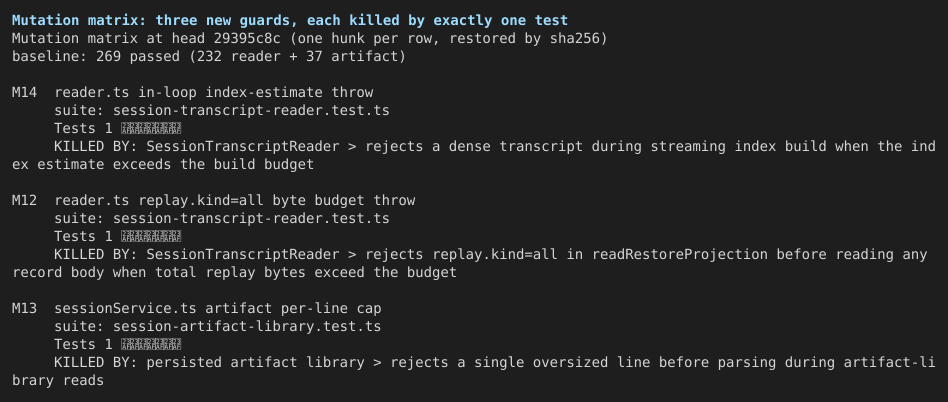 Mutation matrix: three new guards, each killed by exactly one test
Mutation matrix at head 29395c8c (one hunk per row, restored by sha256)
baseline: 269 passed (232 reader + 37 artifact)
M14  reader.ts in-loop index-estimate throw
suite: session-transcript-reader.test.ts
Tests 1
KILLED BY: SessionTranscriptReader > rejects a dense transcript during streaming index build when the ind
ex estimate exceeds the build budget
M12  reader.ts replay.kind=all byte budget throw
suite: session-transcript-reader.test.ts
Tests 1
KILLED BY: SessionTranscriptReader > rejects replay.kind=all in readRestoreProjection before reading any
record body when total replay bytes exceed the budget
M13  sessionService.ts artifact per-line cap
suite: session-artifact-library.test.ts
Tests 1
KILLED BY: persisted artifact library > rejects a single oversized line before parsing during artifact-li
brary reads